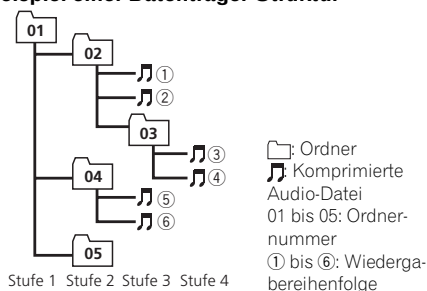 eispiel einer Datenträger-Struktur
01
02
①
②
03
③
④
04
⑤
⑥
05
Stufe 1 Stufe 2 Stufe 3 Stufe 4
: Ordner
: Komprimierte
Audio-Datei
01 bis 05: Ordner-
nummer
① bis ⑥: Wiederga-
bereihenfolge